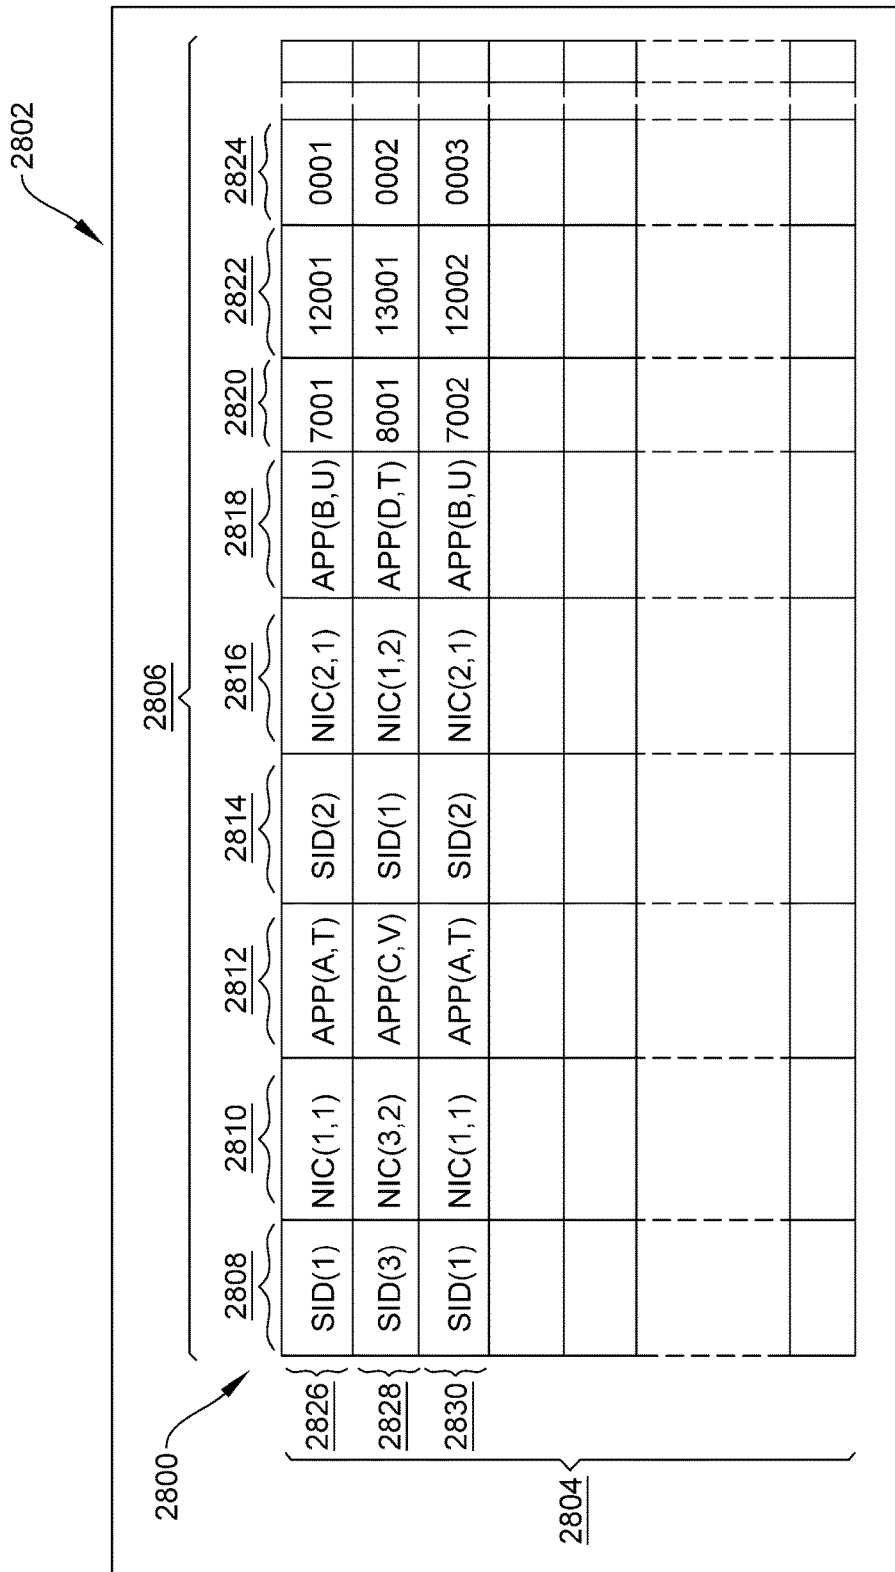 2802
2806
2800
2808 2810 2812 2814 2816 2818 2820 2822 2824
2826 SID(1) NIC(1,1) APP(A,T) SID(2) NIC(2,1) APP(B,U) 7001 12001 0001
2828 SID(3) NIC(3,2) APP(C,V) SID(1) NIC(1,2) APP(D,T) 8001 13001 0002
2830 SID(1) NIC(1,1) APP(A,T) SID(2) NIC(2,1) APP(B,U) 7002 12002 0003
2804